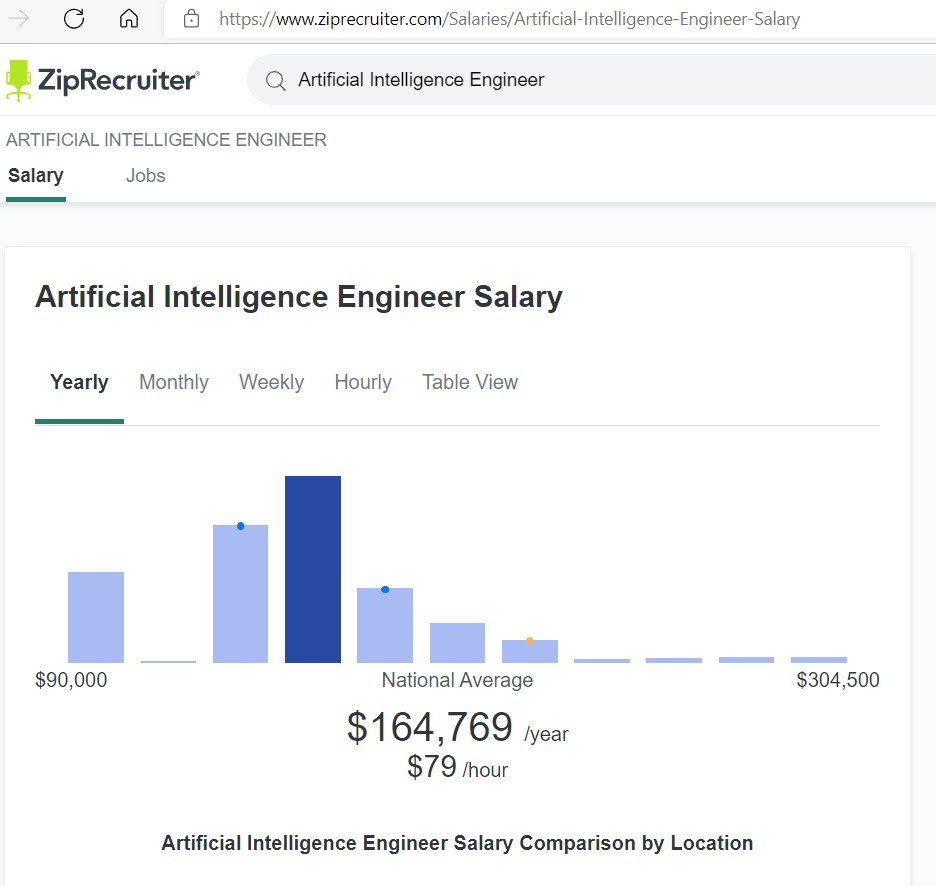 https://www.ziprecruiter.com/Salaries/Artificial-Intelligence-Engineer-Salary
ZipRecruiter® Artificial Intelligence Engineer
ARTIFICIAL INTELLIGENCE ENGINEER
Salary Jobs
Artificial Intelligence Engineer Salary
Yearly Monthly Weekly Hourly Table View
$90,000 National Average $304,500
$164,769 /year
$79 /hour
Artificial Intelligence Engineer Salary Comparison by Location